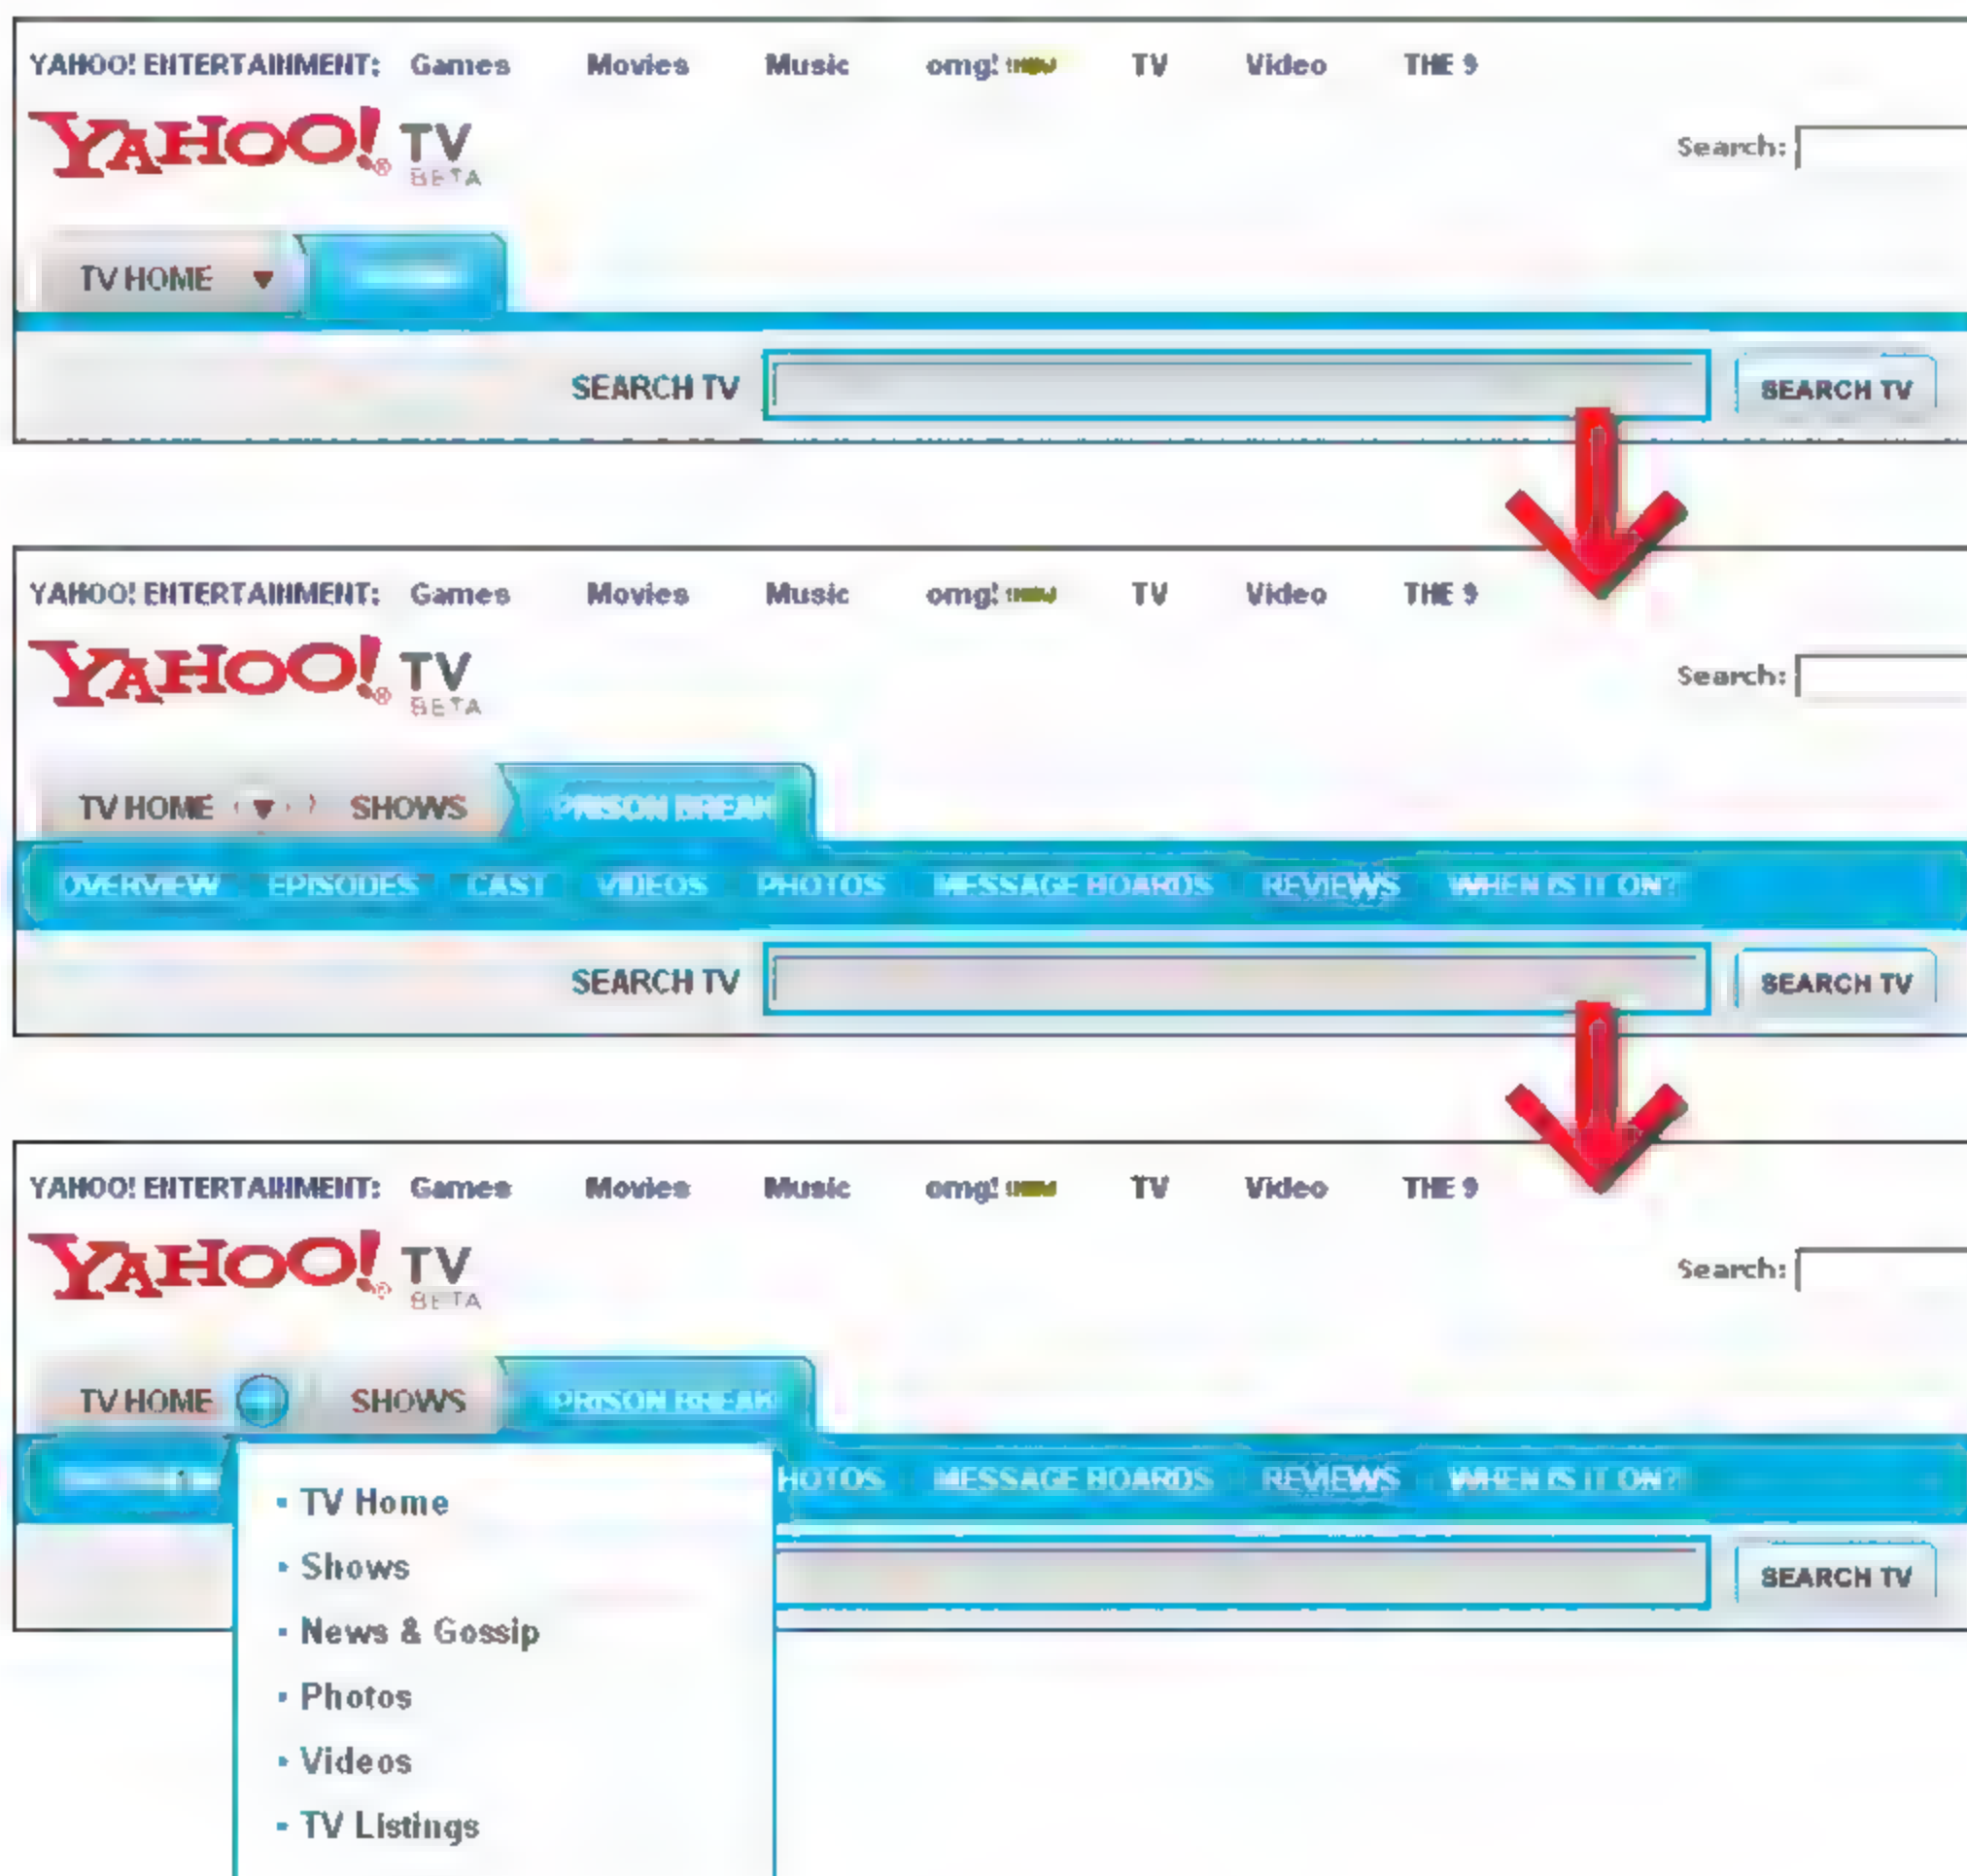 YAHOO! ENTERTAINMENT: Games Movies Music omg! TV Video THE 9
YAHOO!® TV
BETA
Search:
TV HOME ▼
SEARCH TV SEARCH TV
YAHOO! ENTERTAINMENT: Games Movies Music omg! TV Video THE 9
YAHOO!® TV
BETA
Search:
TV HOME ▼ SHOWS PRISON BREAK
OVERVIEW EPISODES CAST VIDEOS PHOTOS MESSAGE BOARDS REVIEWS WHEN IS IT ON?
SEARCH TV SEARCH TV
YAHOO! ENTERTAINMENT: Games Movies Music omg! TV Video THE 9
YAHOO!® TV
BETA
Search:
TV HOME SHOWS PRISON BREAK
HOTOS MESSAGE BOARDS REVIEWS WHEN IS IT ON?
SEARCH TV
▪ TV Home
▪ Shows
▪ News & Gossip
▪ Photos
▪ Videos
▪ TV Listings